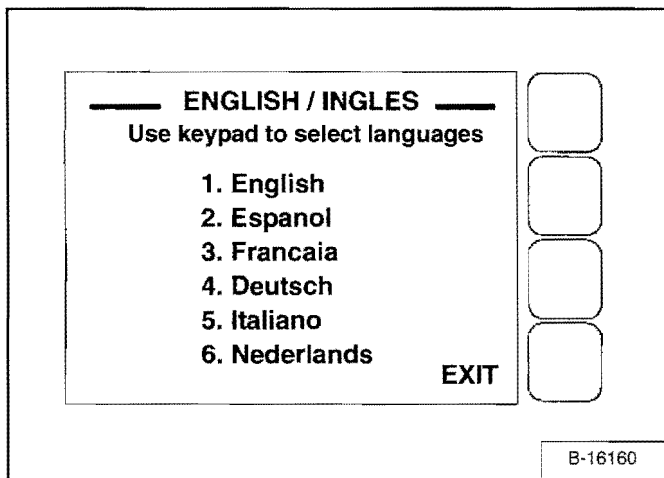 ENGLISH / INGLES
Use keypad to select languages
1. English
2. Espanol
3. Francaia
4. Deutsch
5. Italiano
6. Nederlands
EXIT
B-16160